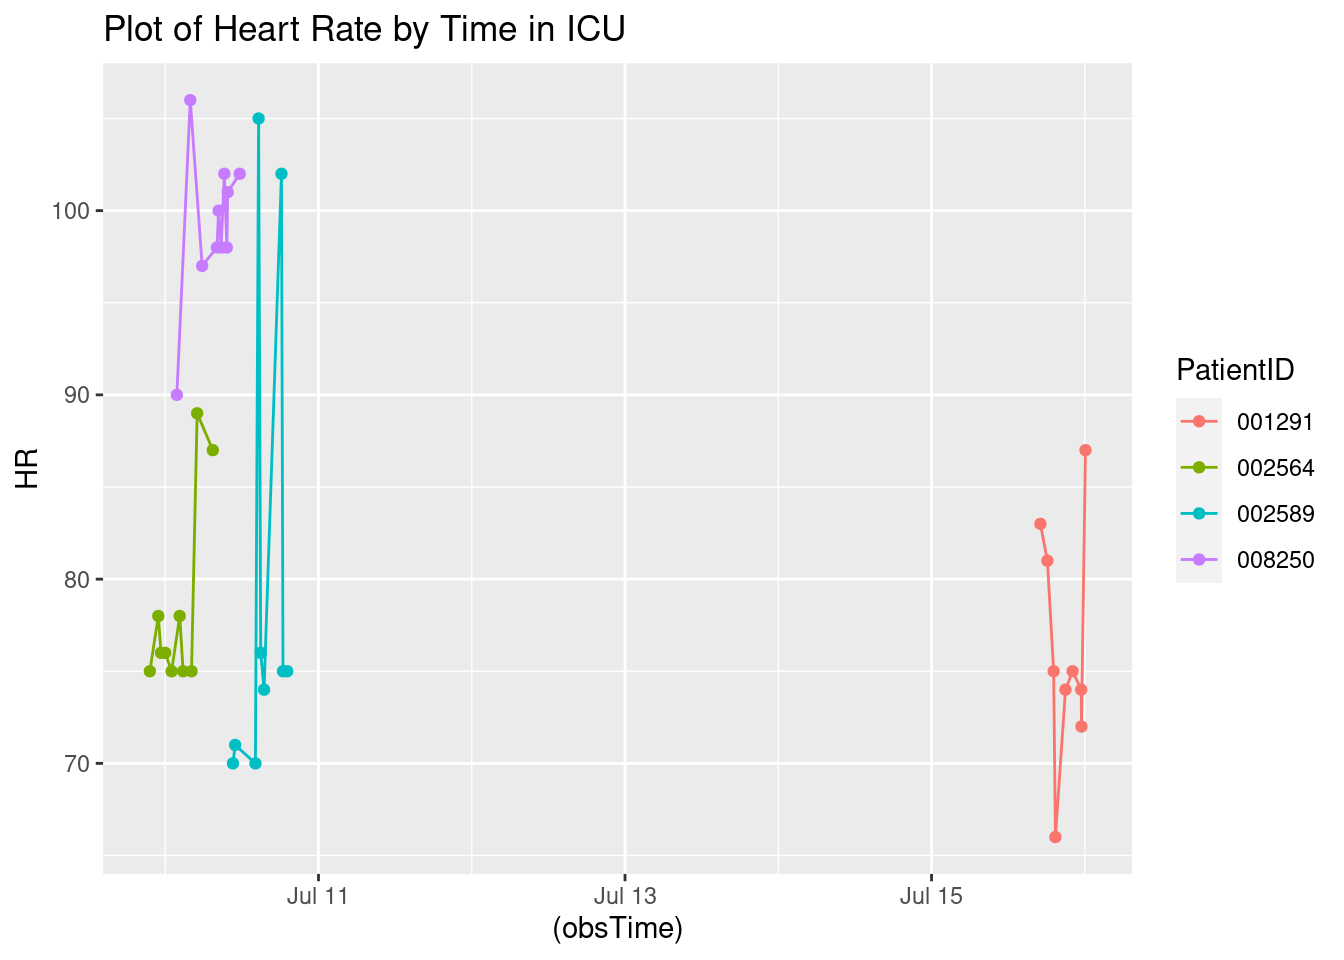 Plot of Heart Rate by Time in ICU
HR
100
90
80
70
Jul 11
Jul 13
Jul 15
(obsTime)
PatientID
001291
002564
002589
008250